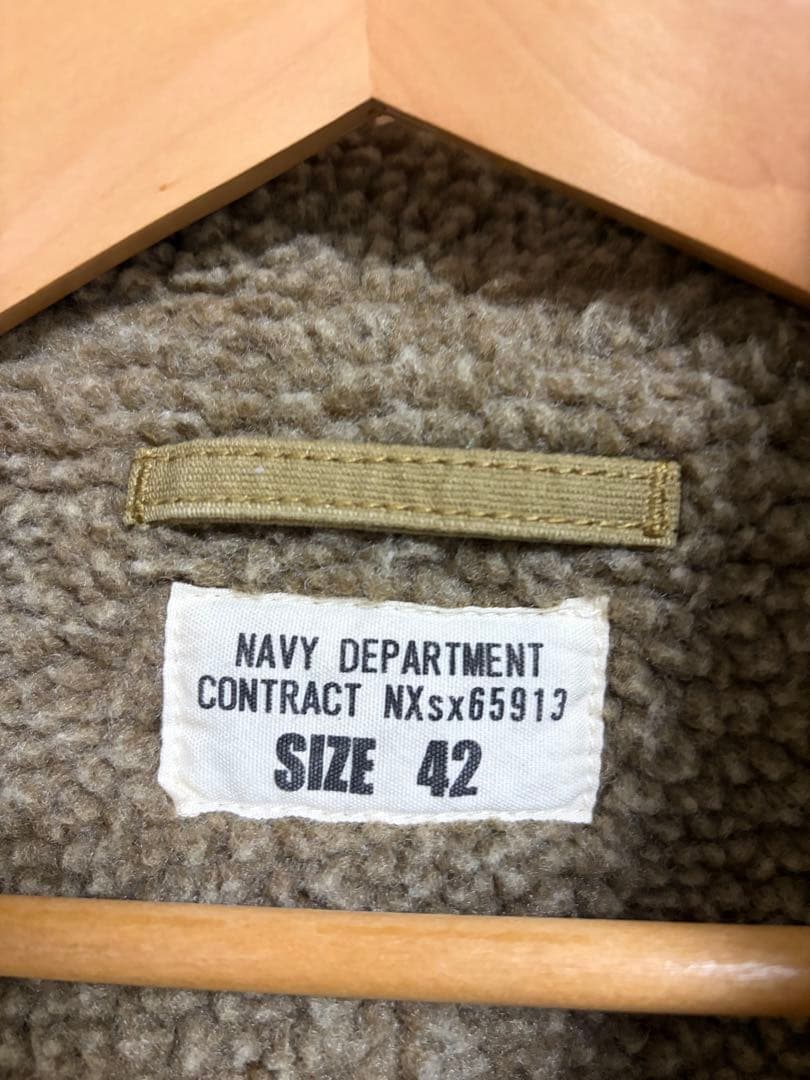 NAVY DEPARTMENT
CONTRACT NXsx65913
SIZE 42